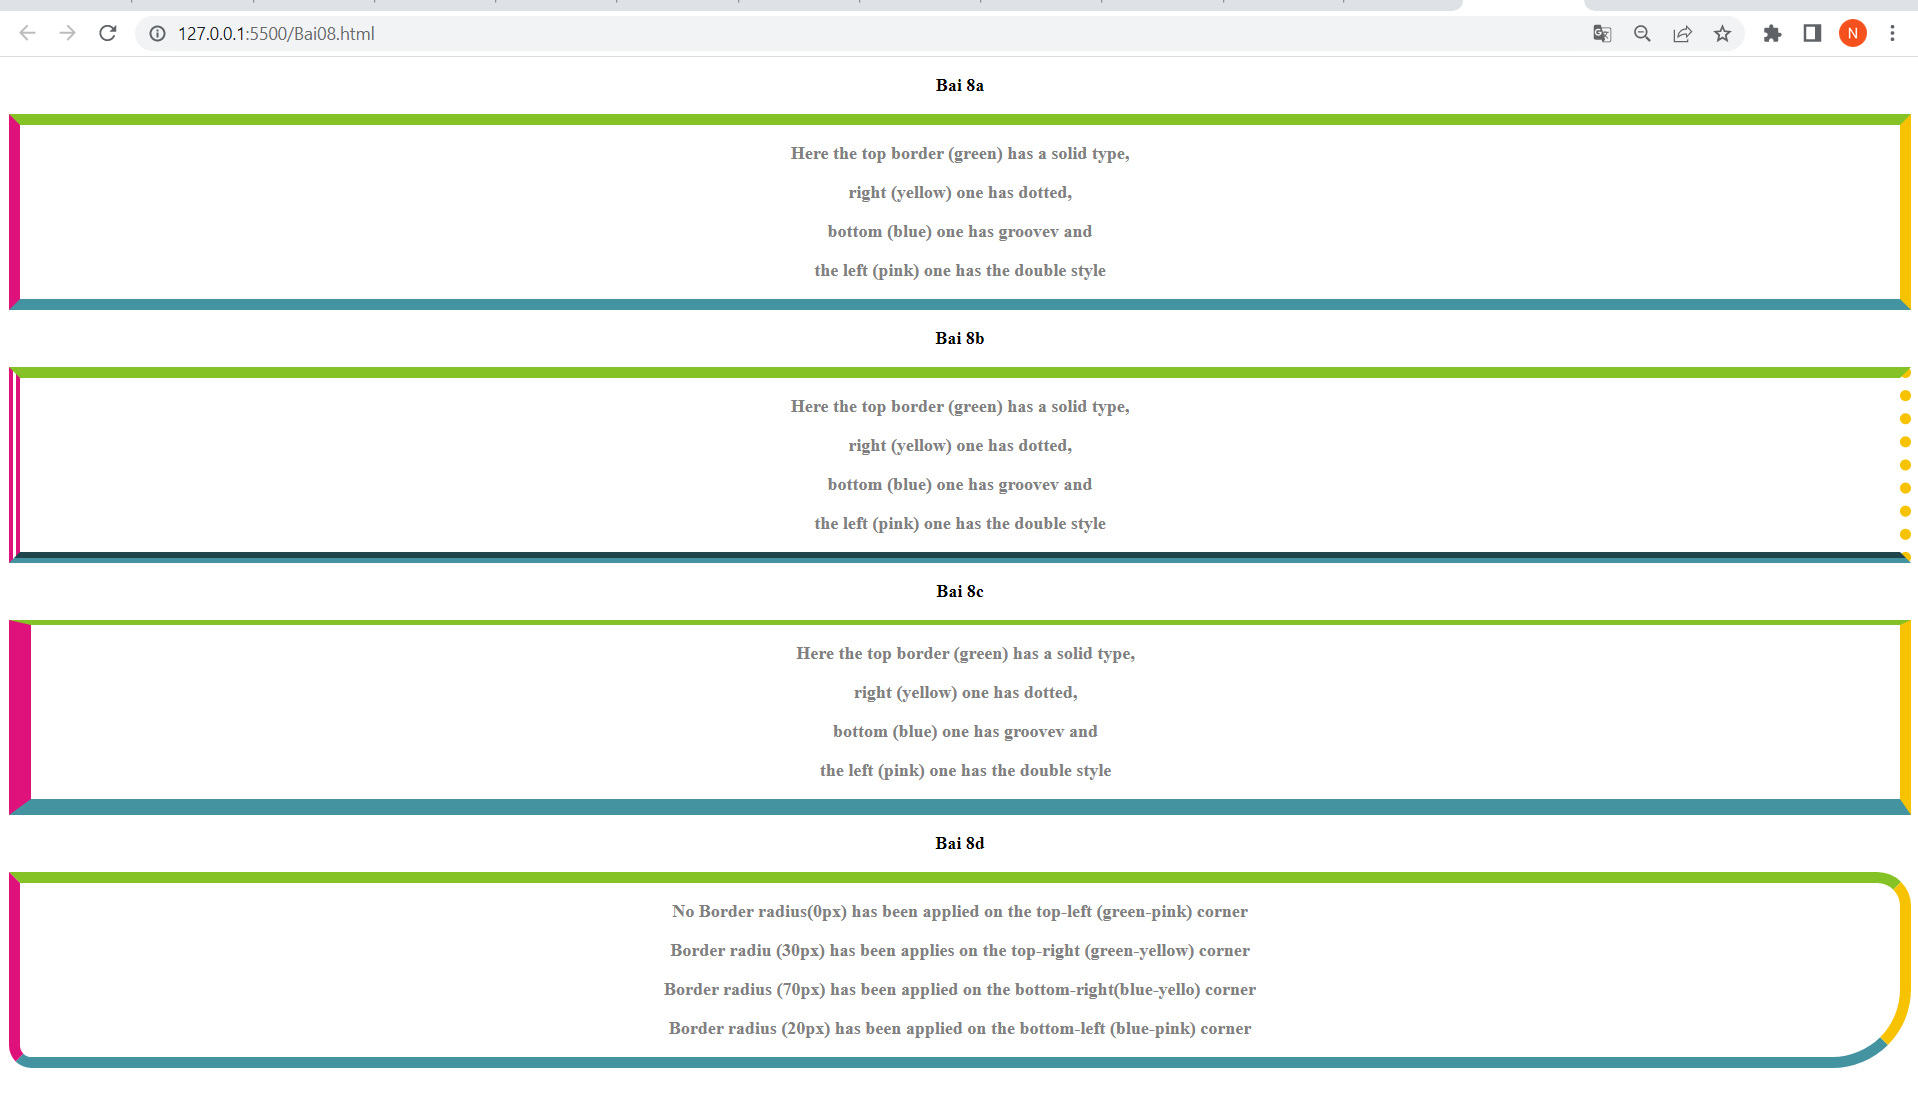 127.0.0.1:5500/Bai08.html
N
Bai 8a
Here the top border (green) has a solid type,
right (yellow) one has dotted,
bottom (blue) one has groovev and
the left (pink) one has the double style
Bai 8b
Here the top border (green) has a solid type,
right (yellow) one has dotted,
bottom (blue) one has groovev and
the left (pink) one has the double style
Bai 8c
Here the top border (green) has a solid type,
right (yellow) one has dotted,
bottom (blue) one has groovev and
the left (pink) one has the double style
Bai 8d
No Border radius(0px) has been applied on the top-left (green-pink) corner
Border radiu (30px) has been applies on the top-right (green-yellow) corner
Border radius (70px) has been applied on the bottom-right(blue-yello) corner
Border radius (20px) has been applied on the bottom-left (blue-pink) corner